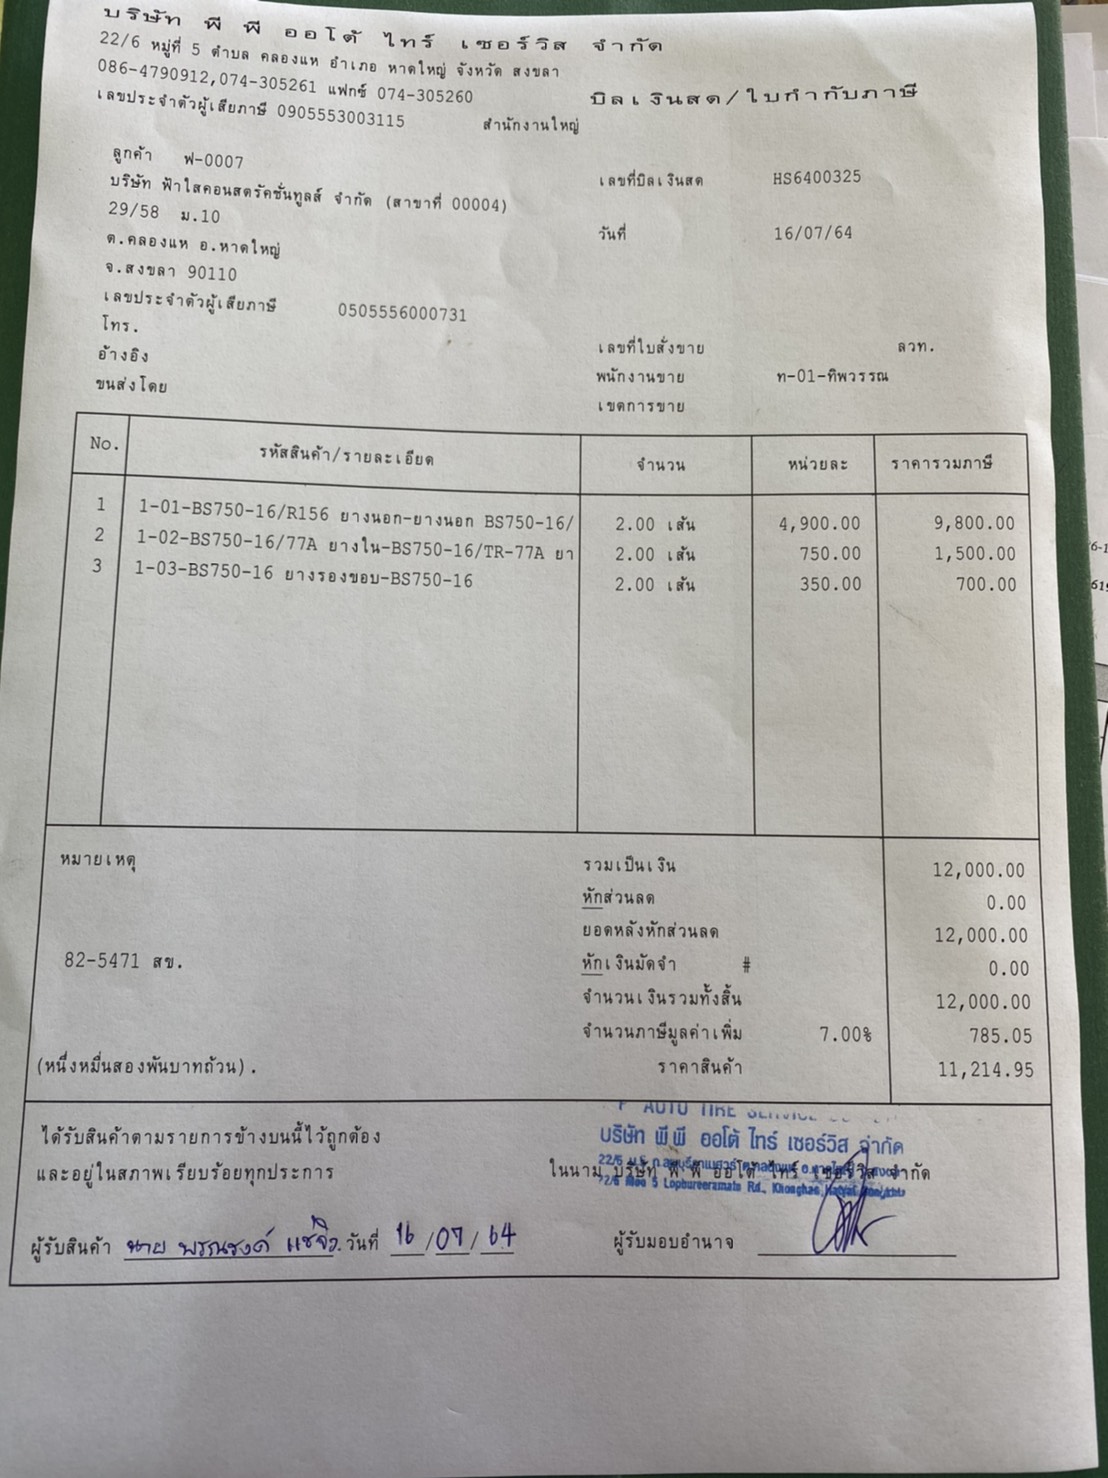 บริษัท พี พี ออโต้ ไทร์ เซอร์วิส จำกัด
22/6 หมู่ที่ 5 ตำบล คลองแห อำเภอ หาดใหญ่ จังหวัด สงขลา
086-4790912,074-305261 แฟกซ์ 074-305260
บิลเงินสด/ใบกำกับภาษี
เลขประจำตัวผู้เสียภาษี 0905553003115 สำนักงานใหญ่
ลูกค้า ฟ-0007
บริษัท ฟ้าใสคอนสตรัคชั่นทูลส์ จำกัด (สาขาที่ 00004)
เลขที่บิลเงินสด HS6400325
29/58 ม.10
วันที่ 16/07/64
ต.คลองแห อ.หาดใหญ่
จ.สงขลา 90110
เลขประจำตัวผู้เสียภาษี 0505556000731
โทร.
อ้างอิง
เลขที่ใบสั่งขาย ลวท.
ขนส่งโดย
พนักงานขาย ท-01-ทิพวรรณ
เขตการขาย
No. รหัสสินค้า/รายละเอียด จำนวน หน่วยละ ราคารวมภาษี
1 1-01-BS750-16/R156 ยางนอก-ยางนอก BS750-16/ 2.00 เส้น 4,900.00 9,800.00
2 1-02-BS750-16/77A ยางใน-BS750-16/TR-77A ยา 2.00 เส้น 750.00 1,500.00
3 1-03-BS750-16 ยางรองขอบ-BS750-16 2.00 เส้น 350.00 700.00
หมายเหตุ
รวมเป็นเงิน 12,000.00
หักส่วนลด 0.00
ยอดหลังหักส่วนลด 12,000.00
82-5471 สข.
หักเงินมัดจำ # 0.00
จำนวนเงินรวมทั้งสิ้น 12,000.00
จำนวนภาษีมูลค่าเพิ่ม 7.00% 785.05
(หนึ่งหมื่นสองพันบาทถ้วน). ราคาสินค้า 11,214.95
AUTO TIRE
ได้รับสินค้าตามรายการข้างบนนี้ไว้ถูกต้อง
บริษัท พีพี ออโต้ ไทร์ เซอร์วิส จำกัด
และอยู่ในสภาพเรียบร้อยทุกประการ
ในนาม บริษัท พี พี ออโต้ ไทร์ เซอร์วิส จำกัด
Moo 5 Lopbureeramain Rd.,
ผู้รับสินค้า นาย พรรณรงค์ แซ่จิว วันที่ 16/07/64
ผู้รับมอบอำนาจ